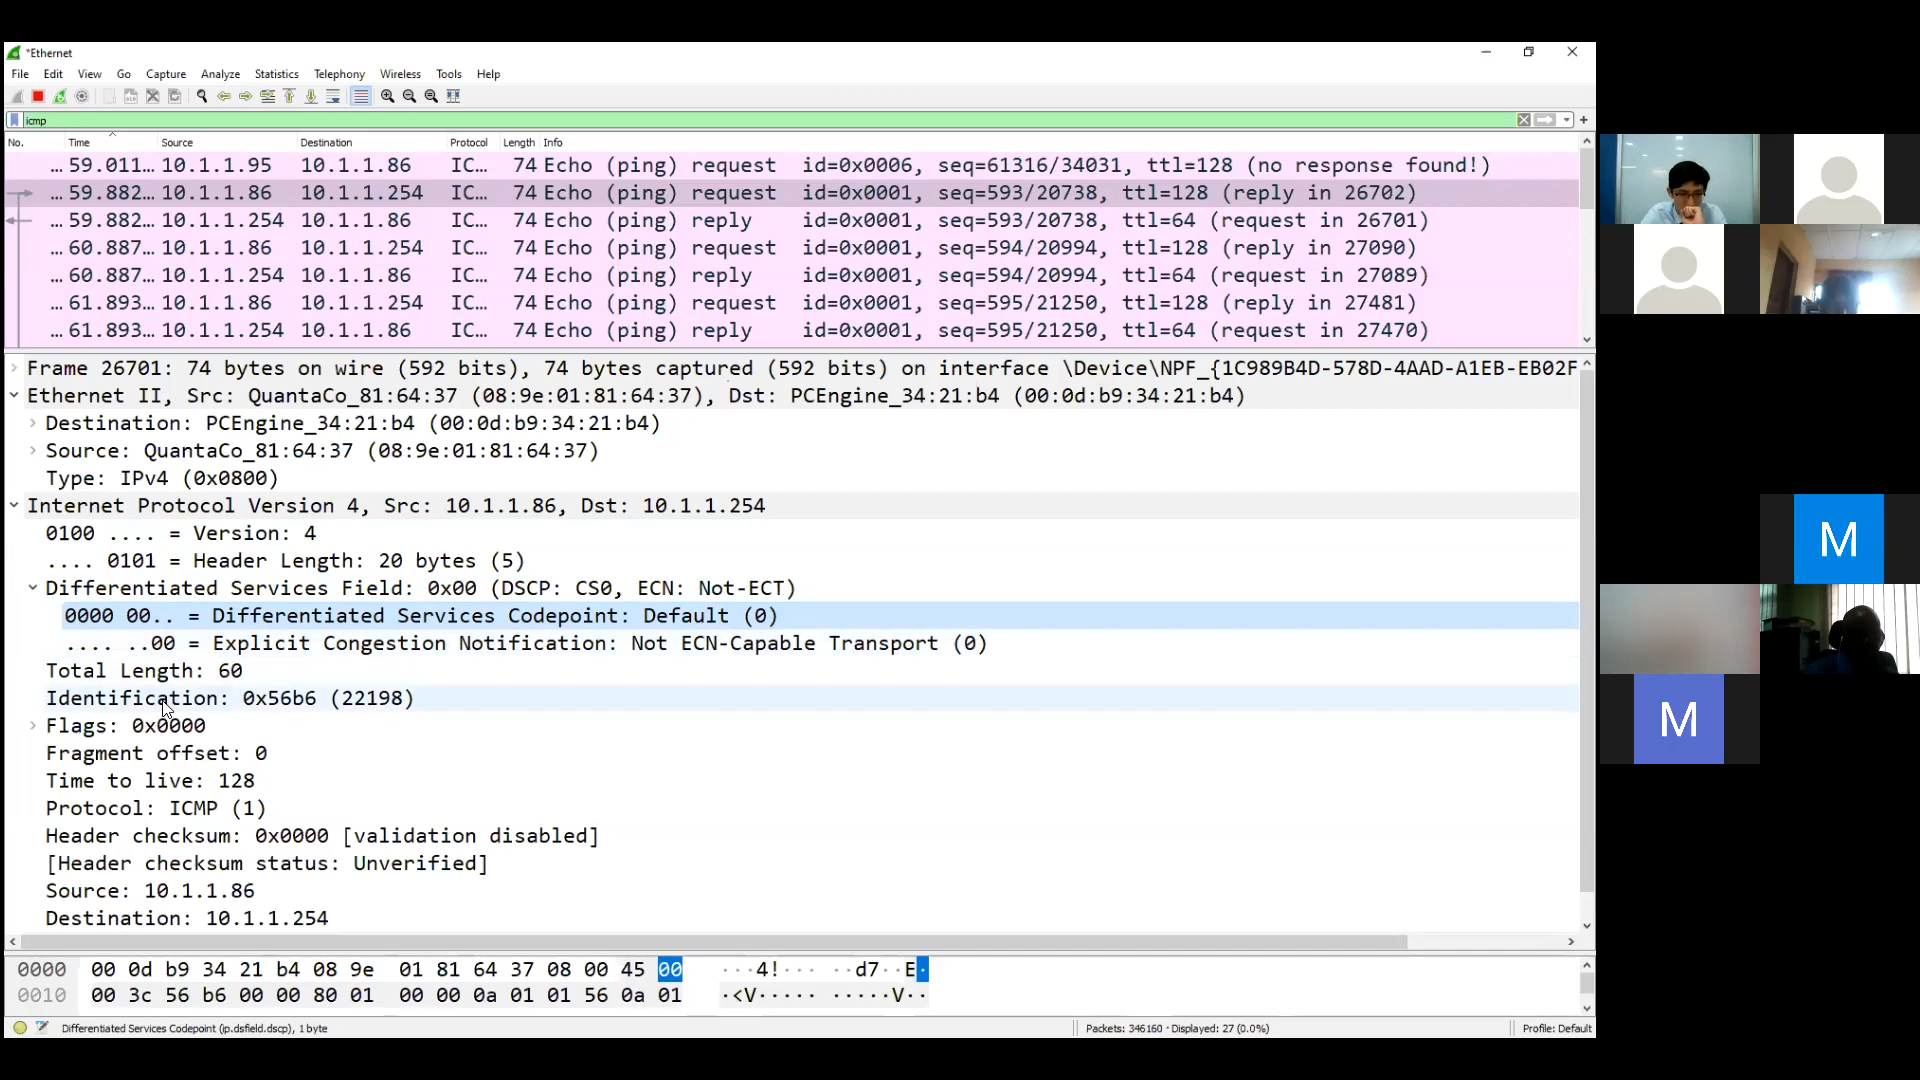 *Ethernet
File Edit View Go Capture Analyze Statistics Telephony Wireless Tools Help
icmp
No. Time Source Destination Protocol Length Info
... 59.011... 10.1.1.95 10.1.1.86 IC... 74 Echo (ping) request id=0x0006, seq=61316/34031, ttl=128 (no response found!)
... 59.882... 10.1.1.86 10.1.1.254 IC... 74 Echo (ping) request id=0x0001, seq=593/20738, ttl=128 (reply in 26702)
... 59.882... 10.1.1.254 10.1.1.86 IC... 74 Echo (ping) reply id=0x0001, seq=593/20738, ttl=64 (request in 26701)
... 60.887... 10.1.1.86 10.1.1.254 IC... 74 Echo (ping) request id=0x0001, seq=594/20994, ttl=128 (reply in 27090)
... 60.887... 10.1.1.254 10.1.1.86 IC... 74 Echo (ping) reply id=0x0001, seq=594/20994, ttl=64 (request in 27089)
... 61.893... 10.1.1.86 10.1.1.254 IC... 74 Echo (ping) request id=0x0001, seq=595/21250, ttl=128 (reply in 27481)
... 61.893... 10.1.1.254 10.1.1.86 IC... 74 Echo (ping) reply id=0x0001, seq=595/21250, ttl=64 (request in 27470)
Frame 26701: 74 bytes on wire (592 bits), 74 bytes captured (592 bits) on interface \Device\NPF_{1C989B4D-578D-4AAD-A1EB-EB02F
Ethernet II, Src: QuantaCo_81:64:37 (08:9e:01:81:64:37), Dst: PCEngine_34:21:b4 (00:0d:b9:34:21:b4)
Destination: PCEngine_34:21:b4 (00:0d:b9:34:21:b4)
Source: QuantaCo_81:64:37 (08:9e:01:81:64:37)
Type: IPv4 (0x0800)
Internet Protocol Version 4, Src: 10.1.1.86, Dst: 10.1.1.254
0100 .... = Version: 4
.... 0101 = Header Length: 20 bytes (5)
Differentiated Services Field: 0x00 (DSCP: CS0, ECN: Not-ECT)
0000 00.. = Differentiated Services Codepoint: Default (0)
.... ..00 = Explicit Congestion Notification: Not ECN-Capable Transport (0)
Total Length: 60
Identification: 0x56b6 (22198)
Flags: 0x0000
Fragment offset: 0
Time to live: 128
Protocol: ICMP (1)
Header checksum: 0x0000 [validation disabled]
[Header checksum status: Unverified]
Source: 10.1.1.86
Destination: 10.1.1.254
0000 00 0d b9 34 21 b4 08 9e 01 81 64 37 08 00 45 00 ···4!··· ··d7··E·
0010 00 3c 56 b6 00 00 80 01 00 00 0a 01 01 56 0a 01 ·<V····· ·····V··
Differentiated Services Codepoint (ip.dsfield.dscp), 1 byte
Packets: 346160 · Displayed: 27 (0.0%)
Profile: Default
M
M